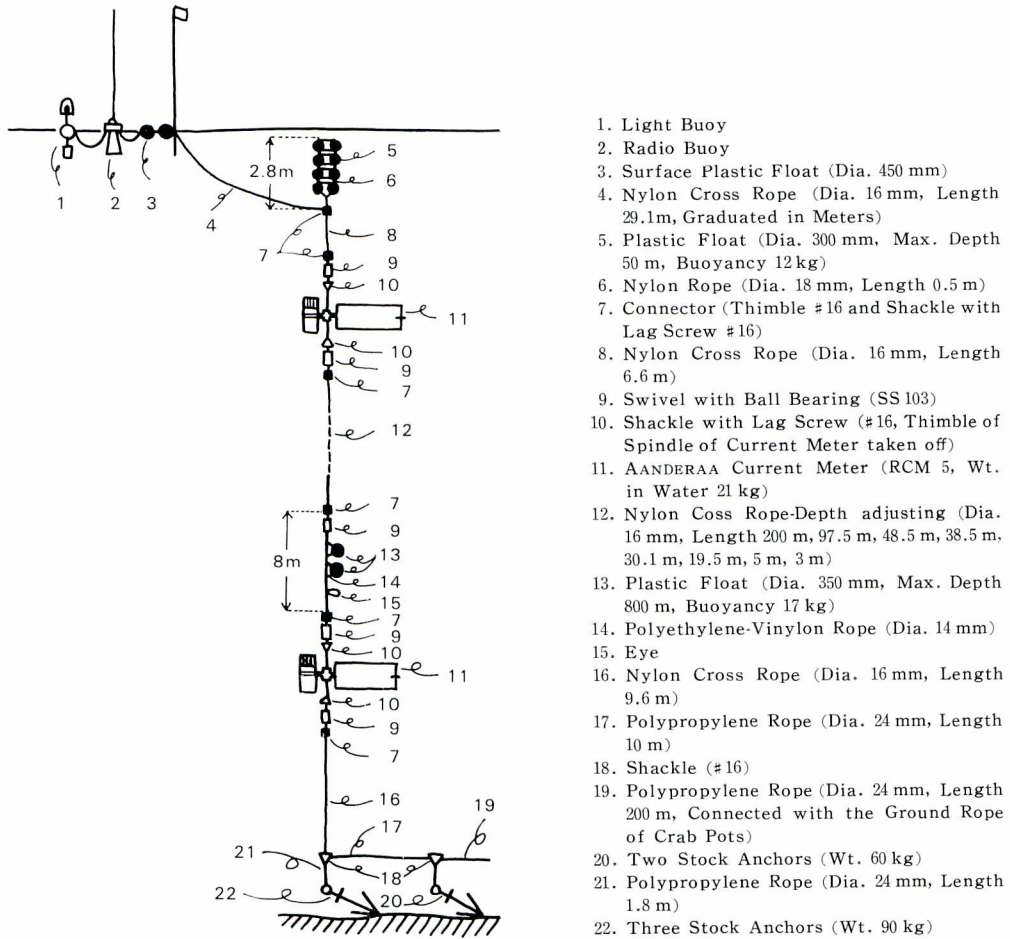 2.8m
5
6
1
2
3
4
8
7
9
10
11
10
9
7
12
7
9
8m
13
14
15
7
9
10
11
10
9
7
16
19
17
21
18
22
20
1. Light Buoy
2. Radio Buoy
3. Surface Plastic Float (Dia. 450 mm)
4. Nylon Cross Rope (Dia. 16 mm, Length
29.1m, Graduated in Meters)
5. Plastic Float (Dia. 300 mm, Max. Depth
50 m, Buoyancy 12 kg)
6. Nylon Rope (Dia. 18 mm, Length 0.5 m)
7. Connector (Thimble #16 and Shackle with
Lag Screw #16)
8. Nylon Cross Rope (Dia. 16 mm, Length
6.6 m)
9. Swivel with Ball Bearing (SS 103)
10. Shackle with Lag Screw (#16, Thimble of
Spindle of Current Meter taken off)
11. AANDERAA Current Meter (RCM 5, Wt.
in Water 21 kg)
12. Nylon Coss Rope-Depth adjusting (Dia.
16 mm, Length 200 m, 97.5 m, 48.5 m, 38.5 m,
30.1 m, 19.5 m, 5 m, 3 m)
13. Plastic Float (Dia. 350 mm, Max. Depth
800 m, Buoyancy 17 kg)
14. Polyethylene-Vinylon Rope (Dia. 14 mm)
15. Eye
16. Nylon Cross Rope (Dia. 16 mm, Length
9.6 m)
17. Polypropylene Rope (Dia. 24 mm, Length
10 m)
18. Shackle (#16)
19. Polypropylene Rope (Dia. 24 mm, Length
200 m, Connected with the Ground Rope
of Crab Pots)
20. Two Stock Anchors (Wt. 60 kg)
21. Polypropylene Rope (Dia. 24 mm, Length
1.8 m)
22. Three Stock Anchors (Wt. 90 kg)